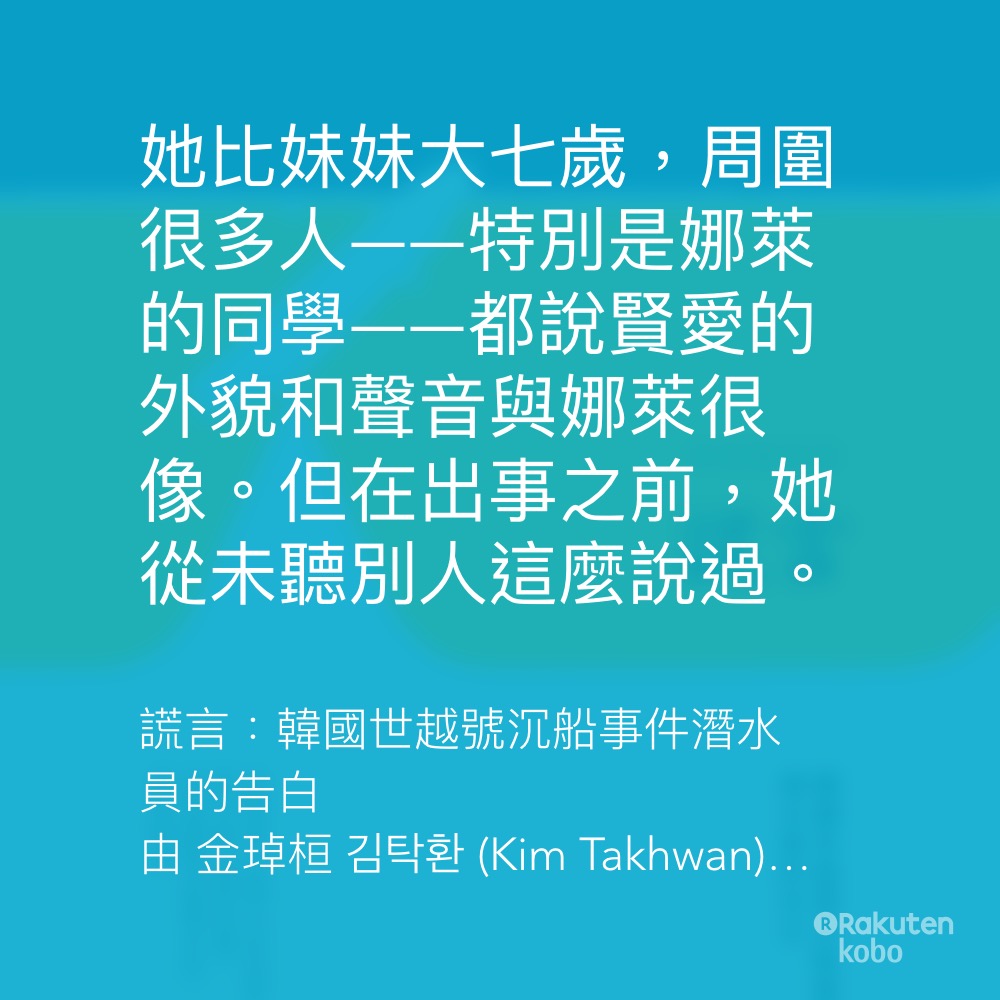 她比妹妹大七歲，周圍
很多人——特別是娜萊
的同學——都說賢愛的
外貌和聲音與娜萊很
像。但在出事之前，她
從未聽別人這麼說過。
謊言：韓國世越號沉船事件潛水
員的告白
由 金琸桓 김탁환 (Kim Takhwan)…
Rakuten
kobo